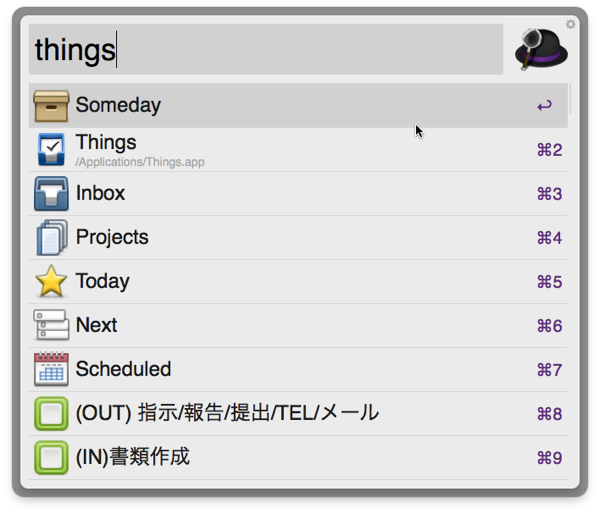 things
Someday ↩
Things ⌘2
/Applications/Things.app
Inbox ⌘3
Projects ⌘4
Today ⌘5
Next ⌘6
Scheduled ⌘7
(OUT) 指示/報告/提出/TEL/メール ⌘8
(IN)書類作成 ⌘9